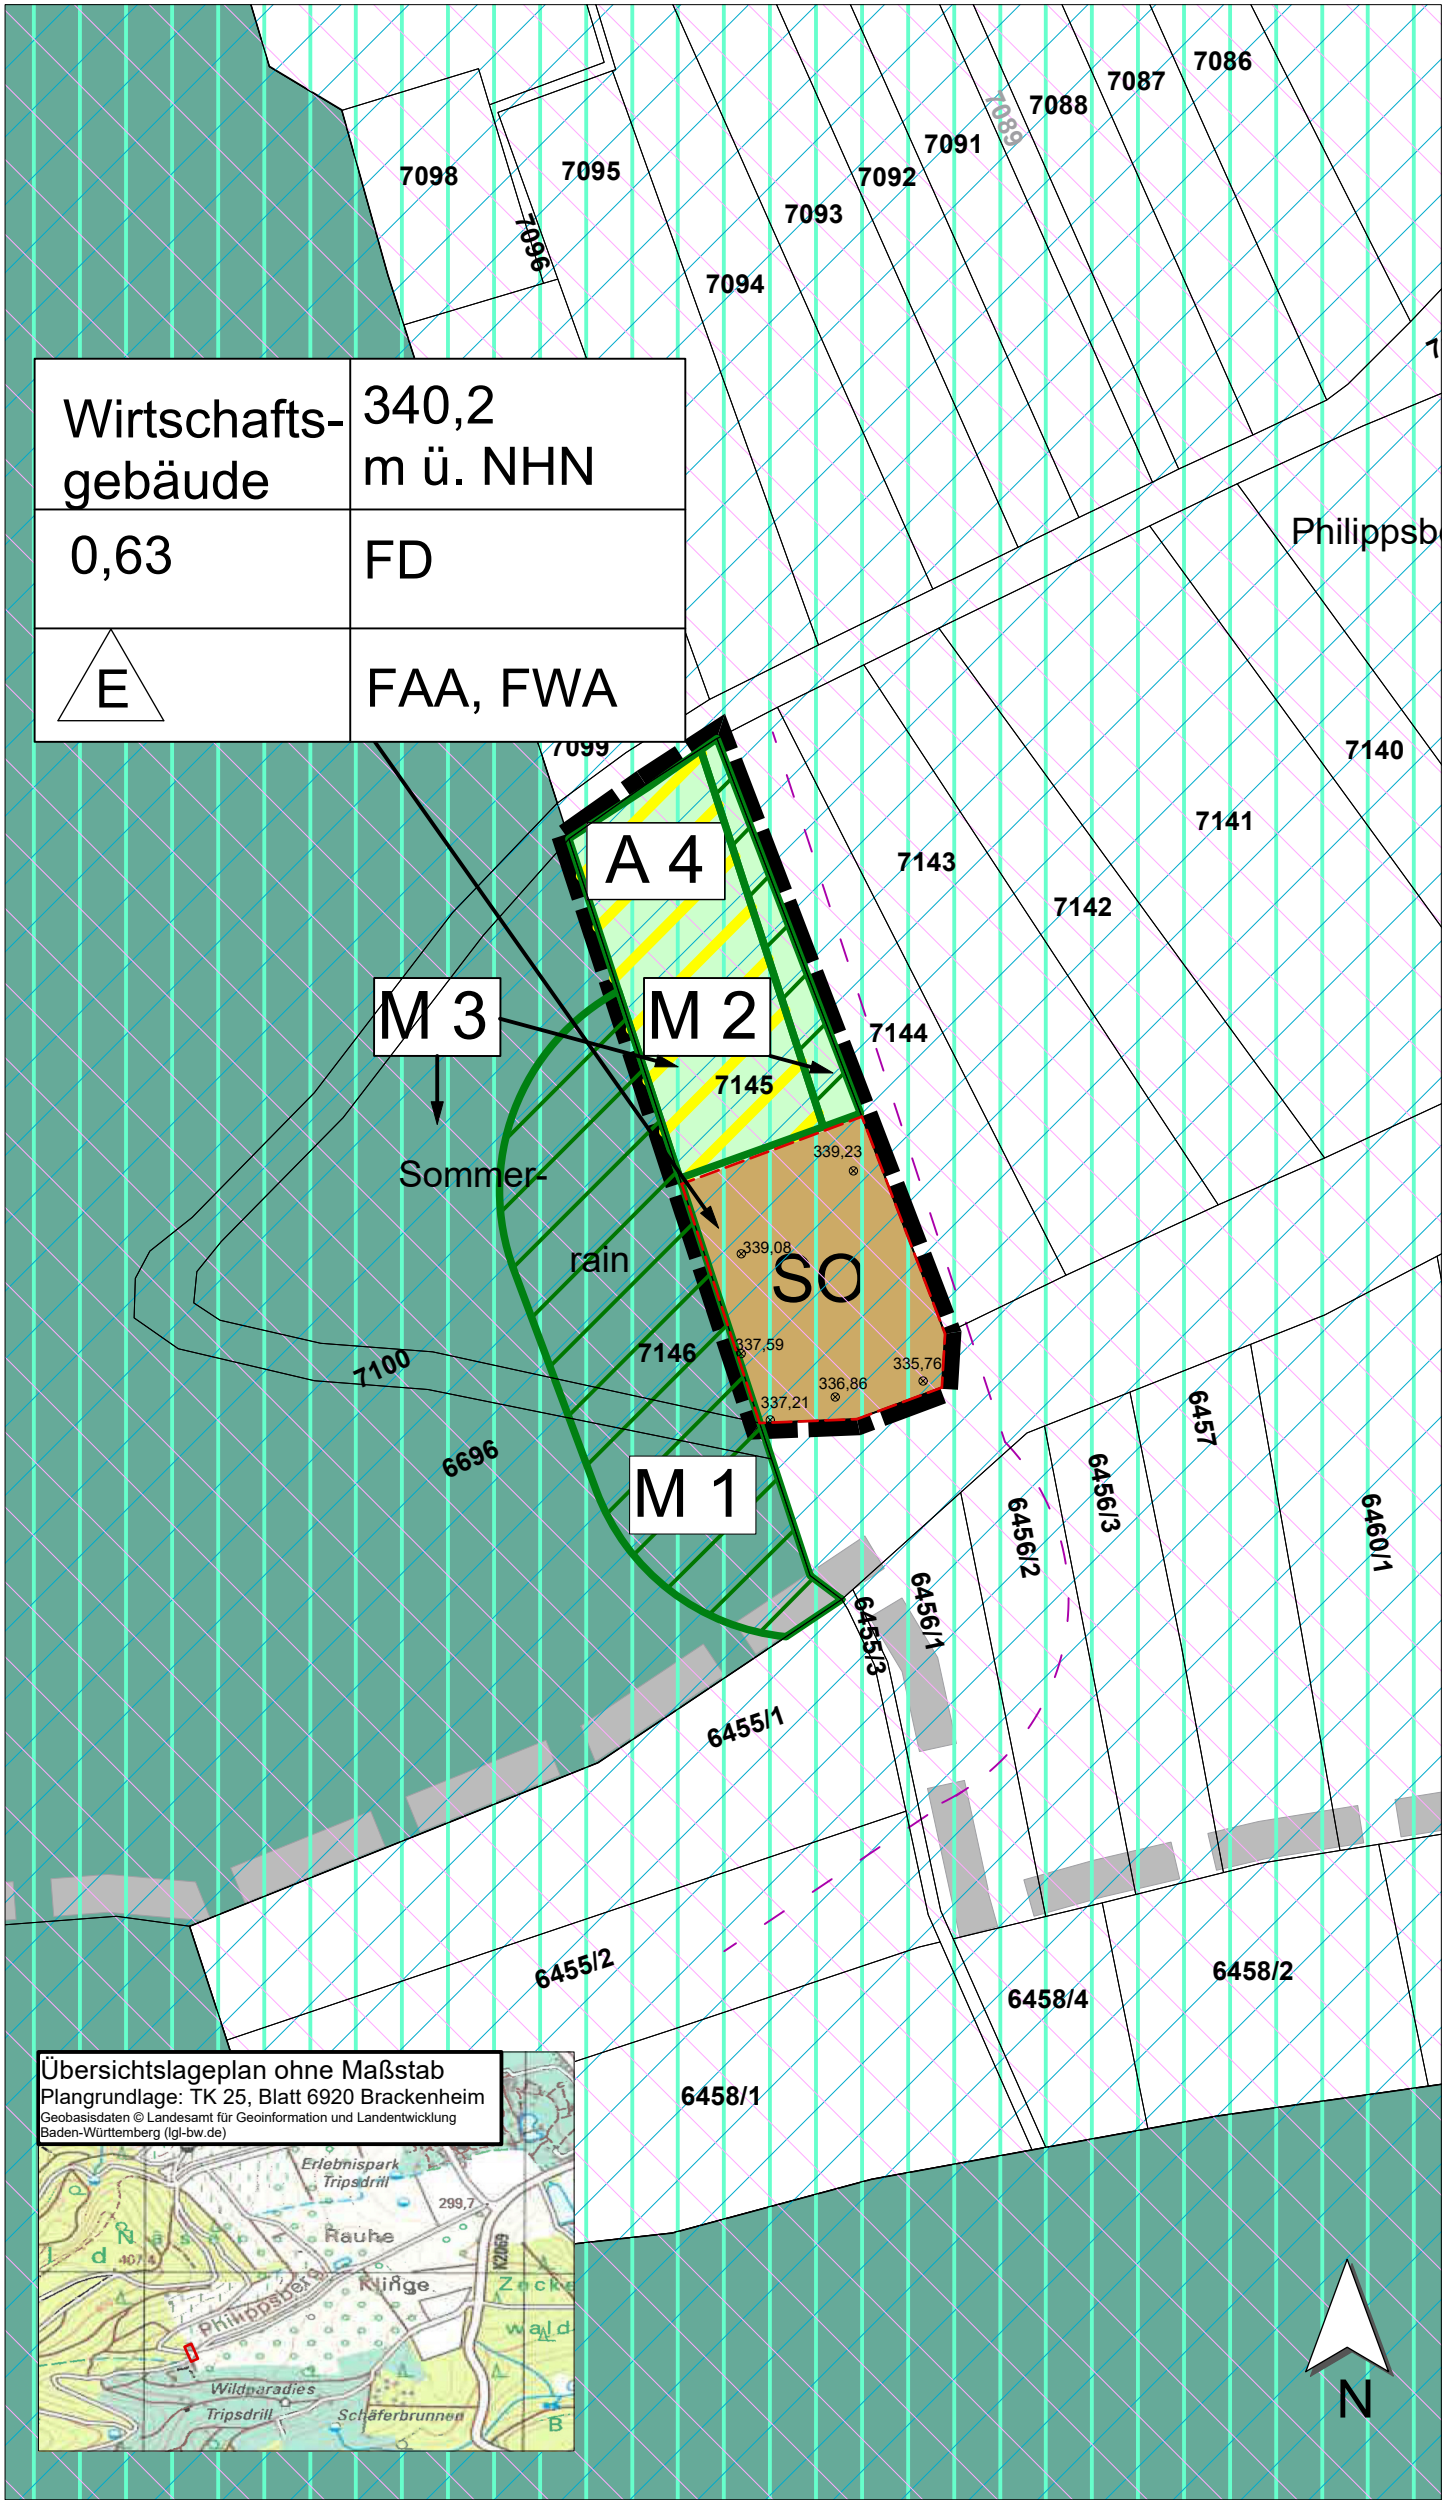 7086
7087
7088
7089
7091
7092
7098
7095
7093
7096
7094
Wirtschafts-
gebäude
340,2
m ü. NHN
0,63
FD
E
FAA, FWA
Philippsb
7099
7140
7141
A 4
7143
7142
M 3
M 2
7144
7145
339,23
Sommer-
rain
339,08
SO
7146
337,59
7100
335,76
336,86
337,21
6457
6696
M 1
6456/3
6456/2
6460/1
6456/1
6455/3
6455/1
6455/2
6458/2
6458/4
6458/1
Übersichtslageplan ohne Maßstab
Plangrundlage: TK 25, Blatt 6920 Brackenheim
Geobasisdaten © Landesamt für Geoinformation und Landentwicklung
Baden-Württemberg (lgl-bw.de)
Erlebnispark
Tripsdrill
299,7
Rauhe
K2069
407,4
Klinge
Philippsberg
wald
Wildparadies
Tripsdrill
Schäferbrunnen
B
N